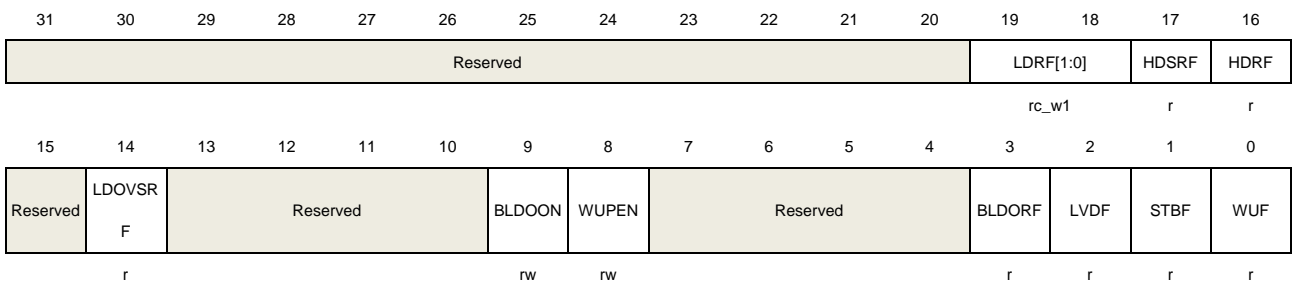 31 30 29 28 27 26 25 24 23 22 21 20 19 18 17 16
Reserved LDRF[1:0] HDSRF HDRF
rc_w1 r r
15 14 13 12 11 10 9 8 7 6 5 4 3 2 1 0
Reserved LDOVSR
F Reserved BLDOON WUPEN Reserved BLDORF LVDF STBF WUF
r rw rw r r r r